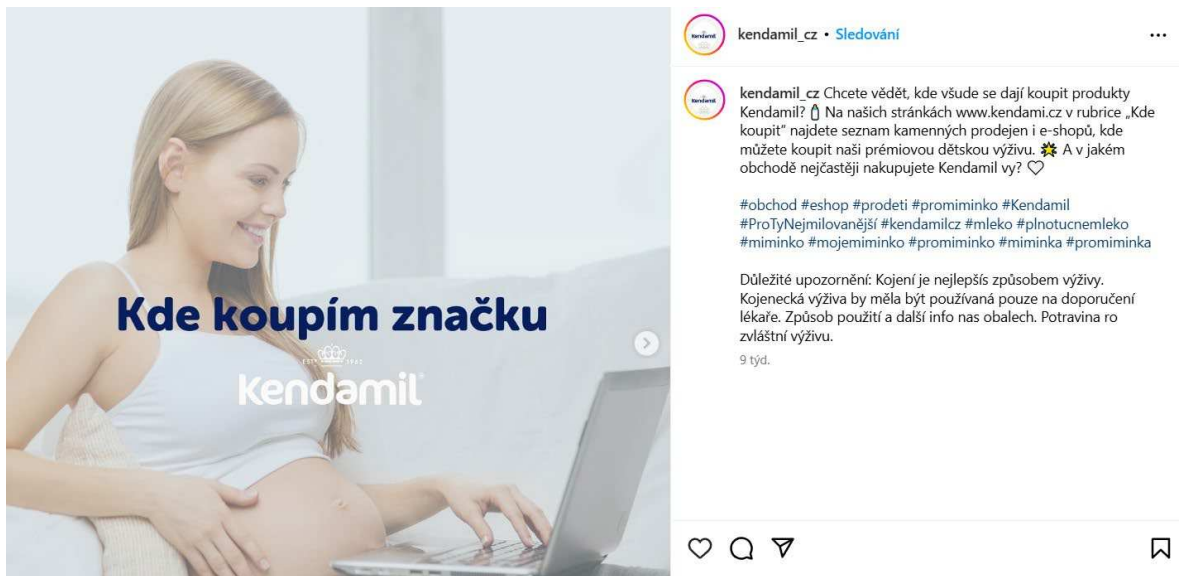 Kde koupím značku
Kendamil
kendamil_cz • Sledování
kendamil_cz Chcete vědět, kde všude se dají koupit produkty
Kendamil? 🍼 Na našich stránkách www.kendami.cz v rubrice „Kde
koupit“ najdete seznam kamenných prodejen i e-shopů, kde
můžete koupit naši prémiovou dětskou výživu. 🌟 A v jakém
obchodě nejčastěji nakupujete Kendamil vy? ♡
#obchod #eshop #prodeti #promiminko #Kendamil
#ProTyNejmilovanější #kendamilcz #mleko #plnotucnemleko
#miminko #mojemiminko #promiminko #miminka #promiminka
Důležité upozornění: Kojení je nejlepšís způsobem výživy.
Kojenecká výživa by měla být používaná pouze na doporučení
lékaře. Způsob použití a další info nas obalech. Potravina ro
zvláštní výživu.
9 týd.